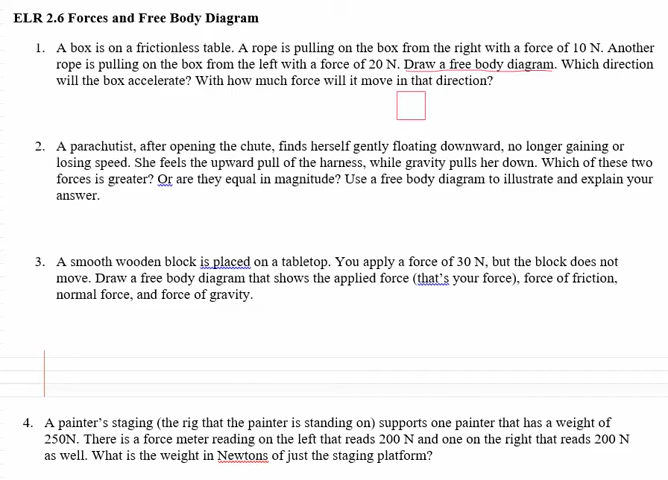 ELR 2.6 Forces and Free Body Diagram
1. A box is on a frictionless table. A rope is pulling on the box from the right with a force of 10 N. Another
rope is pulling on the box from the left with a force of 20 N. Draw a free body diagram. Which direction
will the box accelerate? With how much force will it move in that direction?
2. A parachutist, after opening the chute, finds herself gently floating downward, no longer gaining or
losing speed. She feels the upward pull of the harness, while gravity pulls her down. Which of these two
forces is greater? Or are they equal in magnitude? Use a free body diagram to illustrate and explain your
answer.
3. A smooth wooden block is placed on a tabletop. You apply a force of 30 N, but the block does not
move. Draw a free body diagram that shows the applied force (that's your force), force of friction,
normal force, and force of gravity.
4. A painter's staging (the rig that the painter is standing on) supports one painter that has a weight of
250N. There is a force meter reading on the left that reads 200 N and one on the right that reads 200 N
as well. What is the weight in Newtons of just the staging platform?